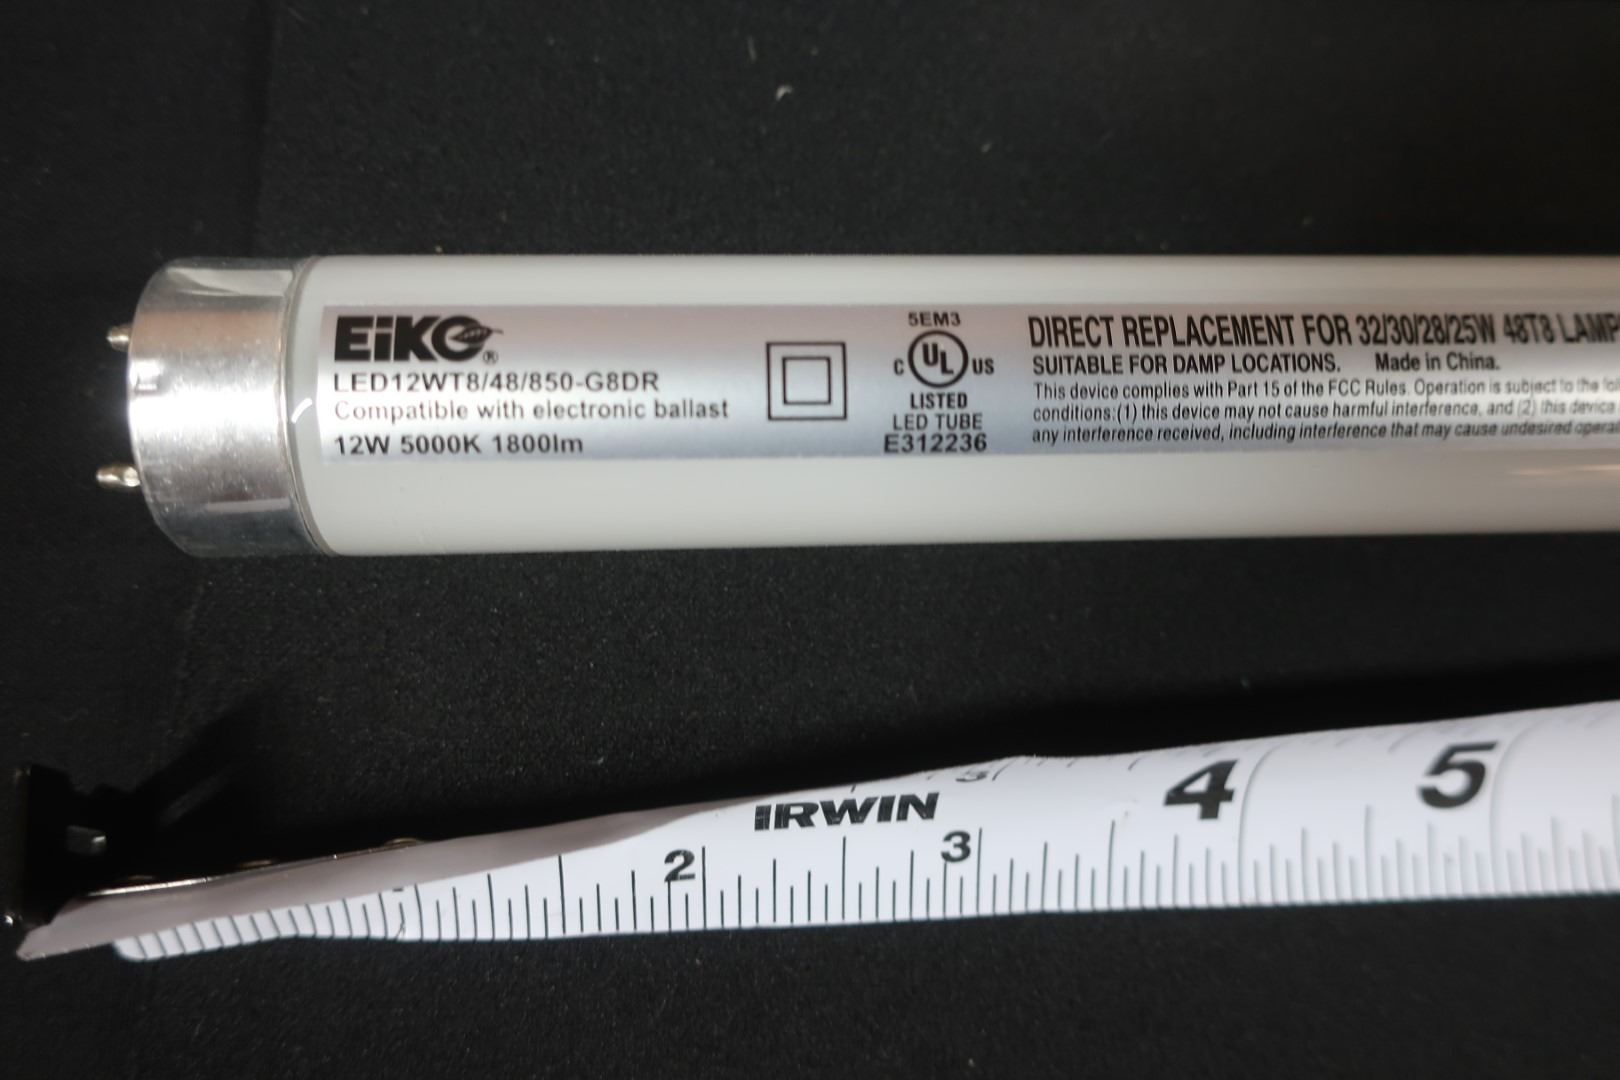 EiKO®
LED12WT8/48/850-G8DR
Compatible with electronic ballast
12W 5000K 1800lm
5EM3
C UL US
LISTED
LED TUBE
E312236
DIRECT REPLACEMENT FOR 32/30/28/25W 48T8
SUITABLE FOR DAMP LOCATIONS. Made in China.
This device complies with Part 15 of the FCC Rules. Operation is subject to the
conditions:(1) this device may not cause harmful interference, and (2) this device
any interference received, including interference that may cause undesired
IRWIN
2 3 4 5